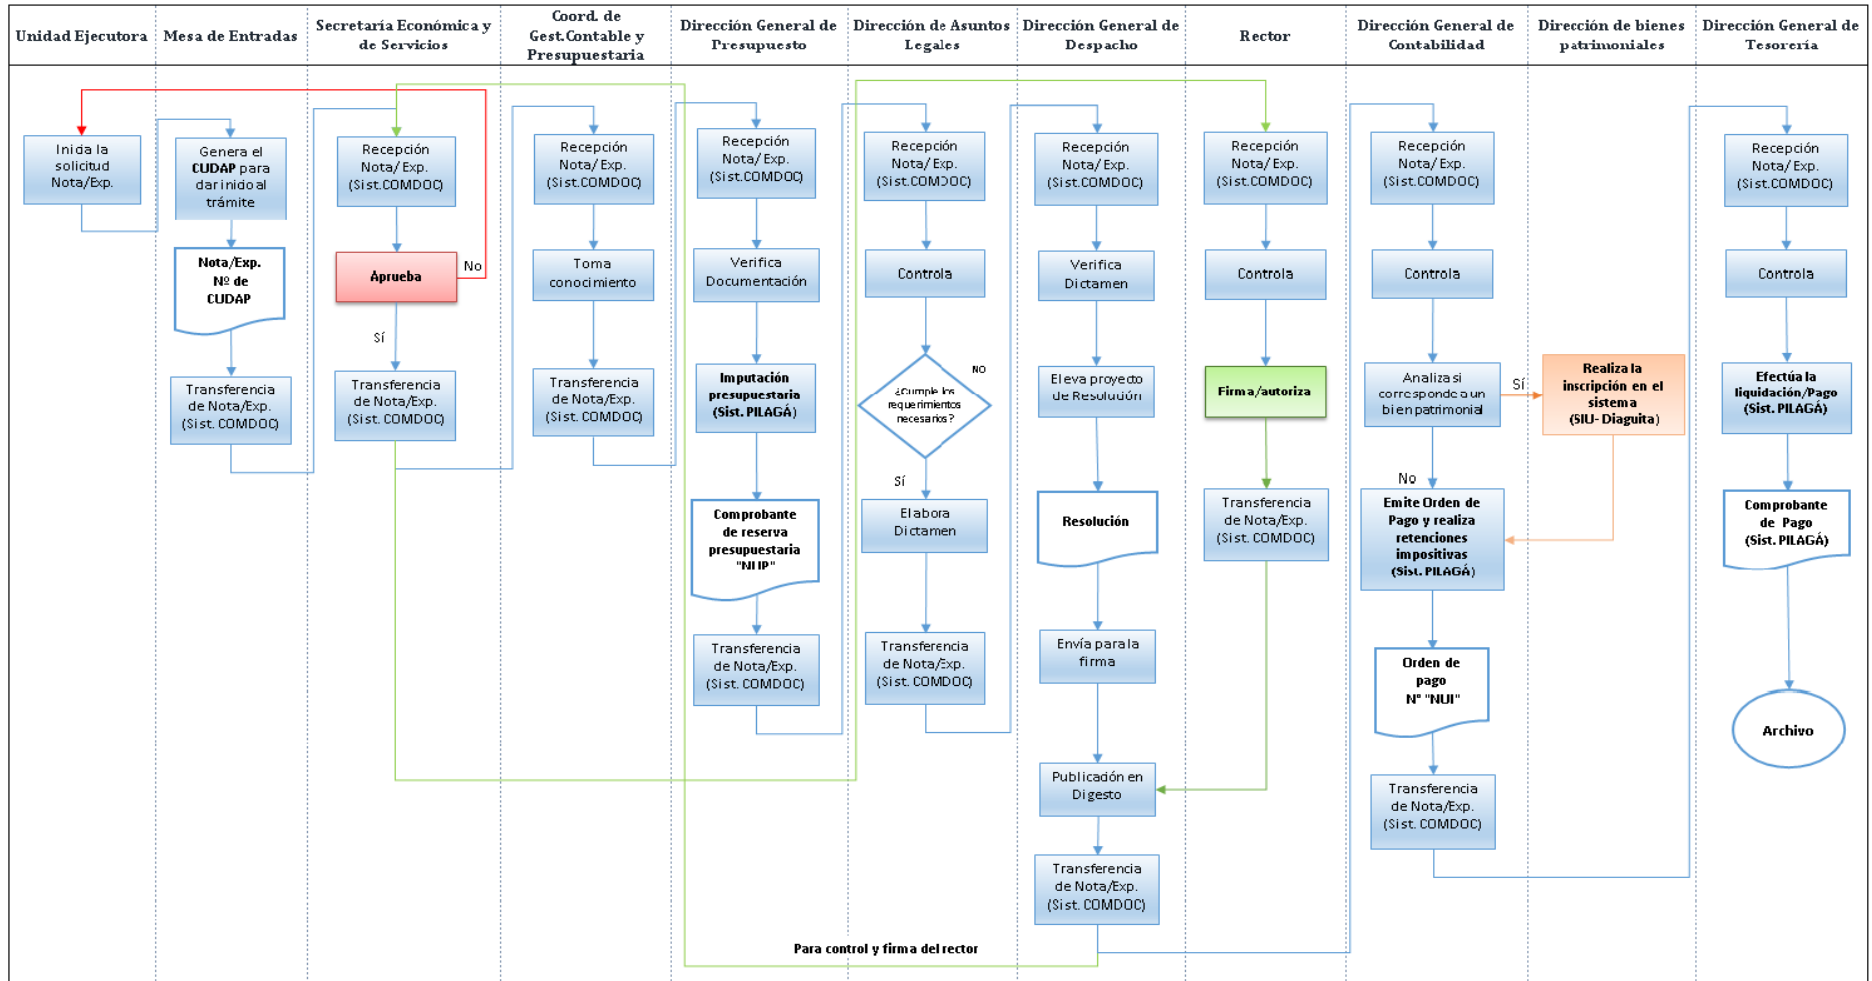 Unidad Ejecutora
Mesa de Entradas
Secretaría Económica y
de Servicios
Coord. de
Gest.Contable y
Presupuestaria
Dirección General de
Presupuesto
Dirección de Asuntos
Legales
Dirección General de
Despacho
Rector
Dirección General de
Contabilidad
Dirección de bienes
patrimoniales
Dirección General de
Tesorería
Inicia la
solicitud
Nota/Exp.
Genera el
CUDAP para
dar inicio al
trámite
Nota/Exp.
Nº de
CUDAP
Transferencia
de Nota/Exp.
(Sist. COMDOC)
Recepción
Nota/ Exp.
(Sist.COMDOC)
Aprueba
No
Sí
Transferencia
de Nota/Exp.
(Sist. COMDOC)
Recepción
Nota/ Exp.
(Sist.COMDOC)
Toma
conocimiento
Transferencia
de Nota/Exp.
(Sist. COMDOC)
Recepción
Nota/ Exp.
(Sist.COMDOC)
Verifica
Documentación
Imputación
presupuestaria
(Sist. PILAGÁ)
Comprobante
de reserva
presupuestaria
"NUP"
Transferencia
de Nota/Exp.
(Sist. COMDOC)
Recepción
Nota/ Exp.
(Sist.COMDOC)
Controla
¿Cumple los
requerimientos
necesarios?
NO
Sí
Elabora
Dictamen
Transferencia
de Nota/Exp.
(Sist. COMDOC)
Recepción
Nota/ Exp.
(Sist.COMDOC)
Verifica
Dictamen
Eleva proyecto
de Resolución
Resolución
Envía para la
firma
Publicación en
Digesto
Transferencia
de Nota/Exp.
(Sist. COMDOC)
Para control y firma del rector
Recepción
Nota/ Exp.
(Sist.COMDOC)
Controla
Firma/autoriza
Transferencia
de Nota/Exp.
(Sist. COMDOC)
Recepción
Nota/ Exp.
(Sist.COMDOC)
Controla
Analiza si
corresponde a un
bien patrimonial
Sí
No
Emite Orden de
Pago y realiza
retenciones
impositivas
(Sist. PILAGÁ)
Orden de
pago
N° "NUI"
Transferencia
de Nota/Exp.
(Sist. COMDOC)
Realiza la
inscripción en el
sistema
(SIU- Diaguita)
Recepción
Nota/ Exp.
(Sist.COMDOC)
Controla
Efectúa la
liquidación/Pago
(Sist. PILAGÁ)
Comprobante
de Pago
(Sist. PILAGÁ)
Archivo